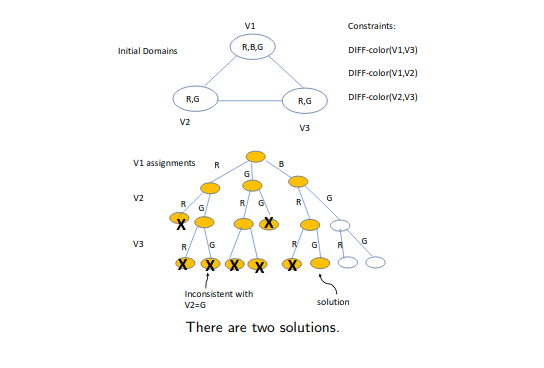 V1
Constraints:
Initial Domains
R,B,G
DIFF-color(V1,V3)
DIFF-color(V1,V2)
R,G
R,G
DIFF-color(V2,V3)
V2
V3
V1 assignments
R
G
B
V2
R
G
R
G
R
G
X
X
V3
R
G
R
G
R
G
X
X
X
X
X
Inconsistent with
V2=G
solution
There are two solutions.